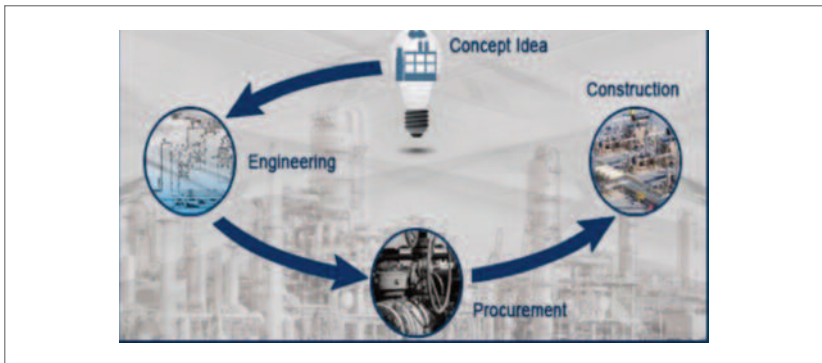 Concept Idea
Construction
Engineering
Procurement